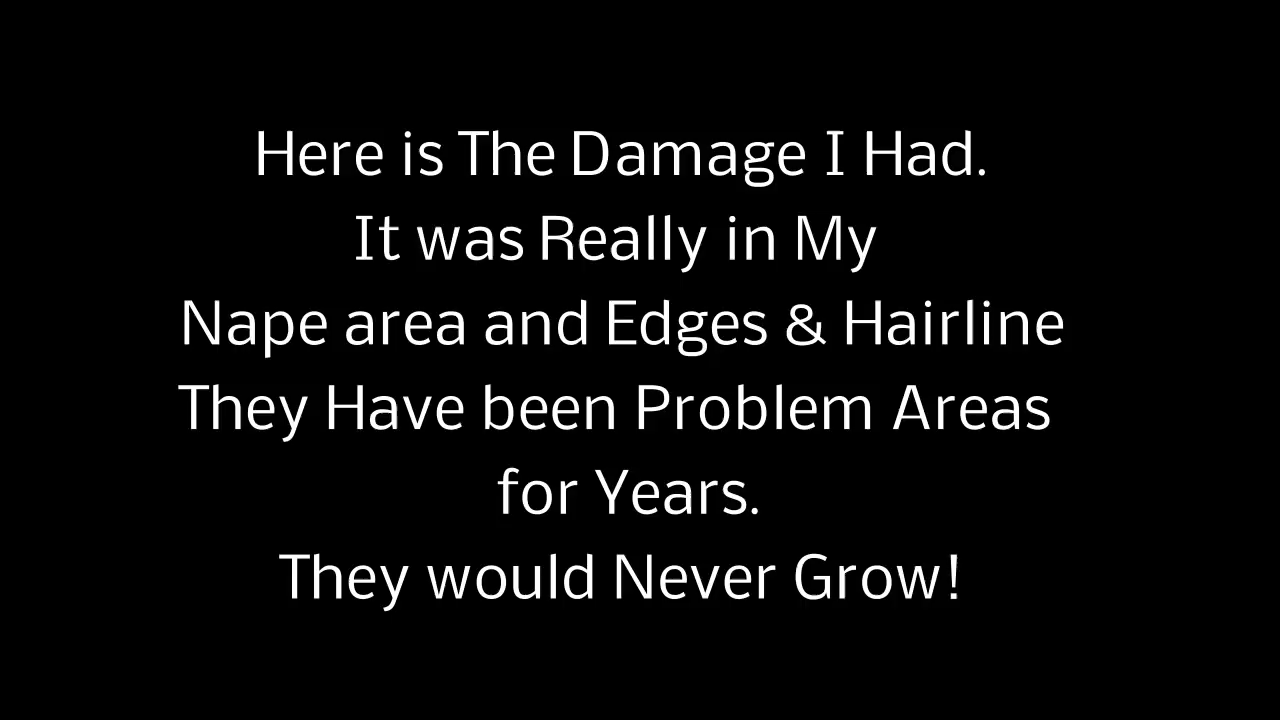 Here is The Damage I Had.
It was Really in My
Nape area and Edges & Hairline
They Have been Problem Areas
for Years.
They would Never Grow!